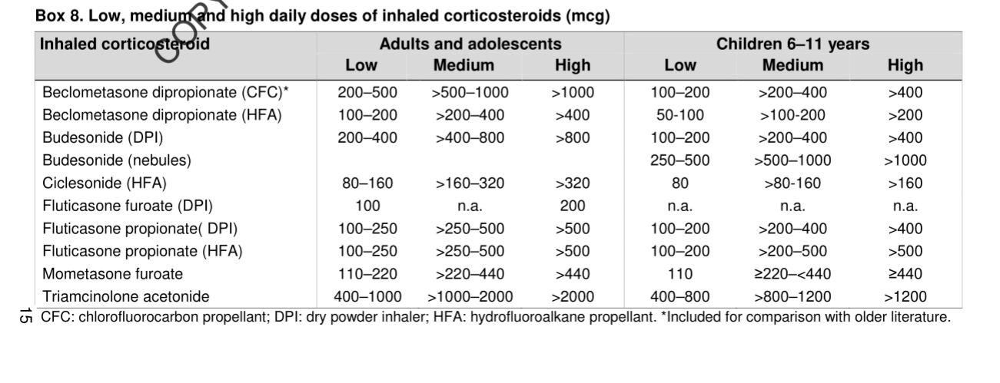 COPY
Box 8. Low, medium and high daily doses of inhaled corticosteroids (mcg)
Inhaled corticosteroid Adults and adolescents Children 6–11 years
Low Medium High Low Medium High
Beclometasone dipropionate (CFC)* 200–500 >500–1000 >1000 100–200 >200–400 >400
Beclometasone dipropionate (HFA) 100–200 >200–400 >400 50-100 >100-200 >200
Budesonide (DPI) 200–400 >400–800 >800 100–200 >200–400 >400
Budesonide (nebules) 250–500 >500–1000 >1000
Ciclesonide (HFA) 80–160 >160–320 >320 80 >80-160 >160
Fluticasone furoate (DPI) 100 n.a. 200 n.a. n.a. n.a.
Fluticasone propionate( DPI) 100–250 >250–500 >500 100–200 >200–400 >400
Fluticasone propionate (HFA) 100–250 >250–500 >500 100–200 >200–500 >500
Mometasone furoate 110–220 >220–440 >440 110 ≥220–<440 ≥440
Triamcinolone acetonide 400–1000 >1000–2000 >2000 400–800 >800–1200 >1200
15
CFC: chlorofluorocarbon propellant; DPI: dry powder inhaler; HFA: hydrofluoroalkane propellant. *Included for comparison with older literature.